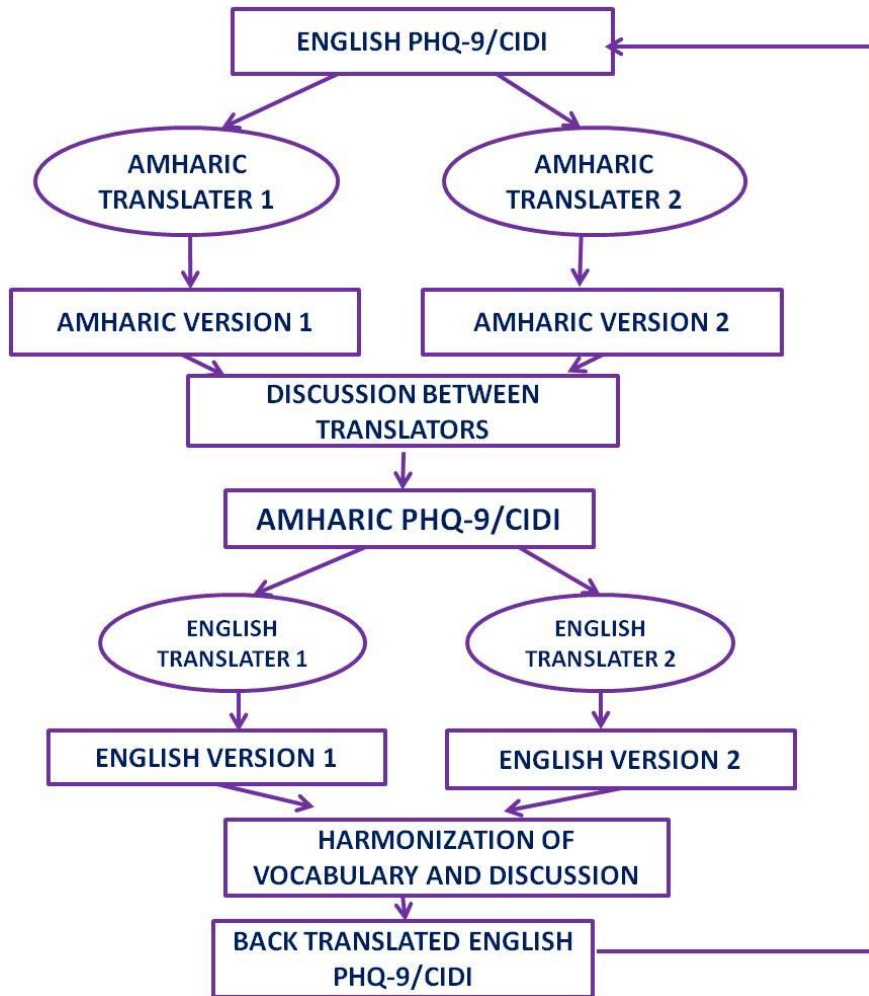 ENGLISH PHQ-9/CIDI
AMHARIC
TRANSLATER 1
AMHARIC
TRANSLATER 2
AMHARIC VERSION 1
AMHARIC VERSION 2
DISCUSSION BETWEEN
TRANSLATORS
AMHARIC PHQ-9/CIDI
ENGLISH
TRANSLATER 1
ENGLISH
TRANSLATER 2
ENGLISH VERSION 1
ENGLISH VERSION 2
HARMONIZATION OF
VOCABULARY AND DISCUSSION
BACK TRANSLATED ENGLISH
PHQ-9/CIDI